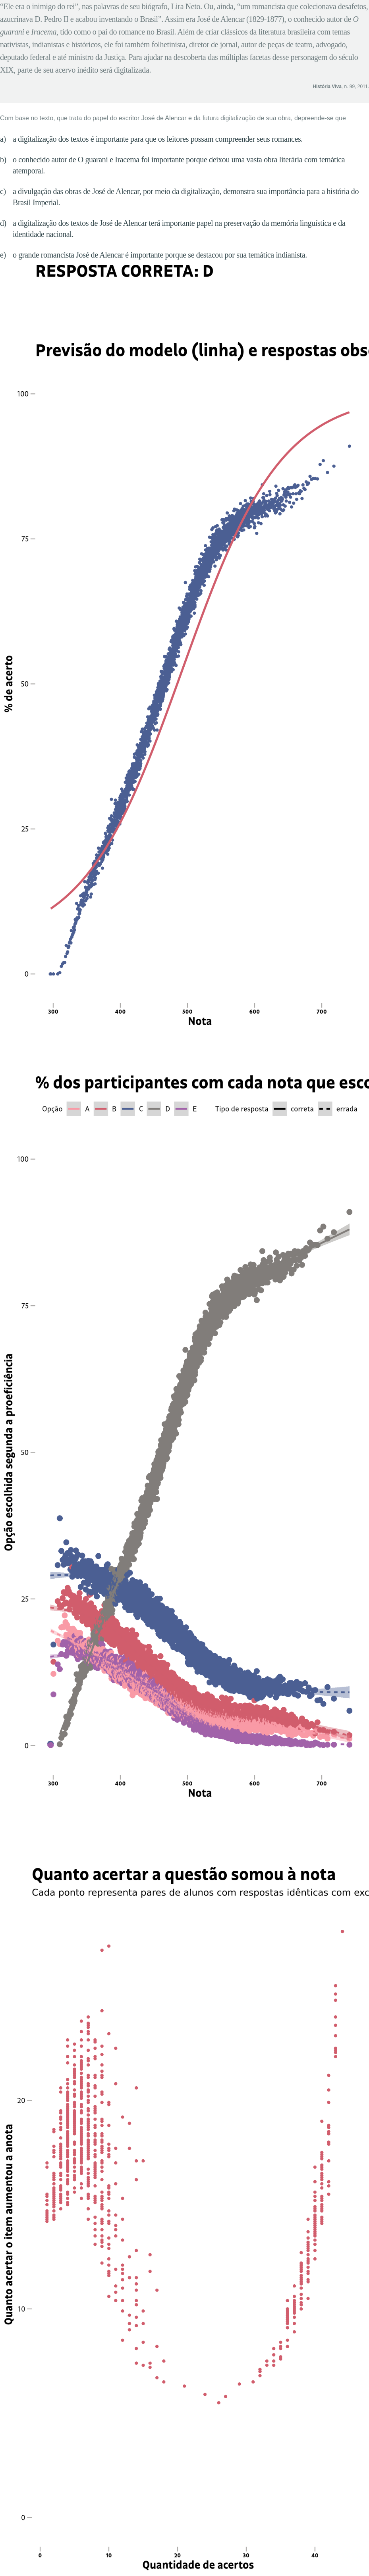 “Ele era o inimigo do rei”, nas palavras de seu biógrafo, Lira Neto. Ou, ainda, “um romancista que colecionava desafetos,
azucrinava D. Pedro II e acabou inventando o Brasil”. Assim era José de Alencar (1829-1877), o conhecido autor de O
guarani e Iracema, tido como o pai do romance no Brasil. Além de criar clássicos da literatura brasileira com temas
nativistas, indianistas e históricos, ele foi também folhetinista, diretor de jornal, autor de peças de teatro, advogado,
deputado federal e até ministro da Justiça. Para ajudar na descoberta das múltiplas facetas desse personagem do século
XIX, parte de seu acervo inédito será digitalizada.
História Viva, n. 99, 2011.
Com base no texto, que trata do papel do escritor José de Alencar e da futura digitalização de sua obra, depreende-se que
a) a digitalização dos textos é importante para que os leitores possam compreender seus romances.
b) o conhecido autor de O guarani e Iracema foi importante porque deixou uma vasta obra literária com temática
atemporal.
c) a divulgação das obras de José de Alencar, por meio da digitalização, demonstra sua importância para a história do
Brasil Imperial.
d) a digitalização dos textos de José de Alencar terá importante papel na preservação da memória linguística e da
identidade nacional.
e) o grande romancista José de Alencar é importante porque se destacou por sua temática indianista.
RESPOSTA CORRETA: D
Previsão do modelo (linha) e respostas obs
100
75
50
25
0
% de acerto
300 400 500 600 700
Nota
% dos participantes com cada nota que esco
Opção A B C D E Tipo de resposta correta errada
100
75
50
25
0
Opção escolhida segunda a proeficiência
300 400 500 600 700
Nota
Quanto acertar a questão somou à nota
Cada ponto representa pares de alunos com respostas idênticas com exc
20
10
0
Quanto acertar o item aumentou a anota
0 10 20 30 40
Quantidade de acertos